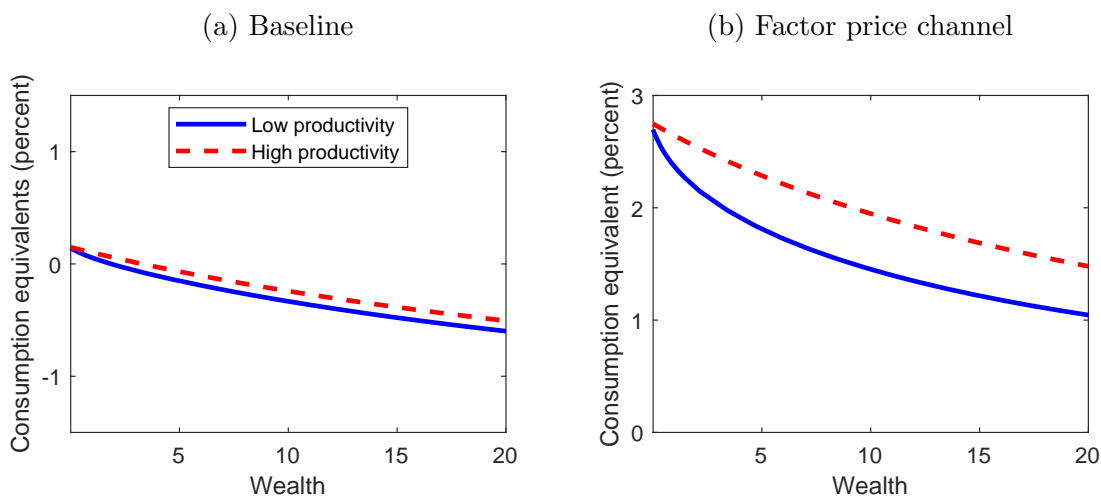 (a) Baseline
Consumption equivalents (percent)
1
0
-1
Low productivity
High productivity
5
10
15
20
Wealth
(b) Factor price channel
Consumption equivalent (percent)
3
2
1
0
5
10
15
20
Wealth